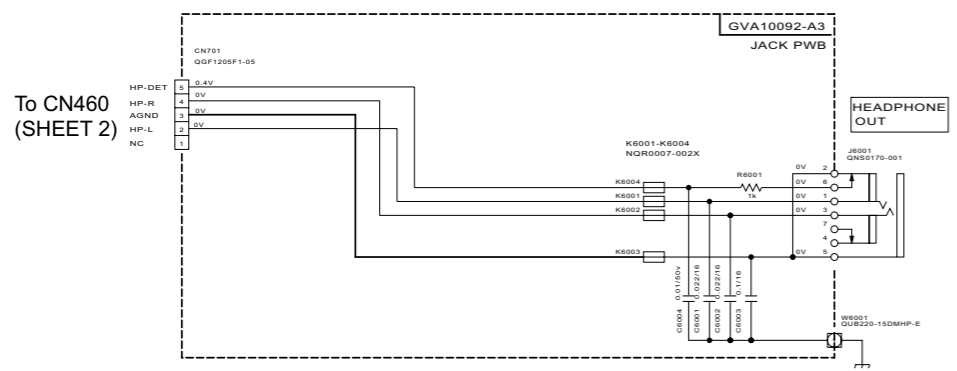 GVA10092-A3
JACK PWB
CN701
QGF1205F1-05
To CN460
(SHEET 2)
HP-DET 5 0.4V
HP-R 4 0V
AGND 3 0V
HP-L 2 0V
NC 1
HEADPHONE
OUT
K6001-K6004
NQR0007-002X
J6001
QNS0170-001
0V 2
K6004 R6001 0V 6
K6001 1k 0V 1
K6002 0V 3
7
4
K6003 0V 5
0.01/50v 0.022/16 0.022/16 0.1/16
C6004 C6001 C6002 C6003
W6001
QUB220-15DMHP-E